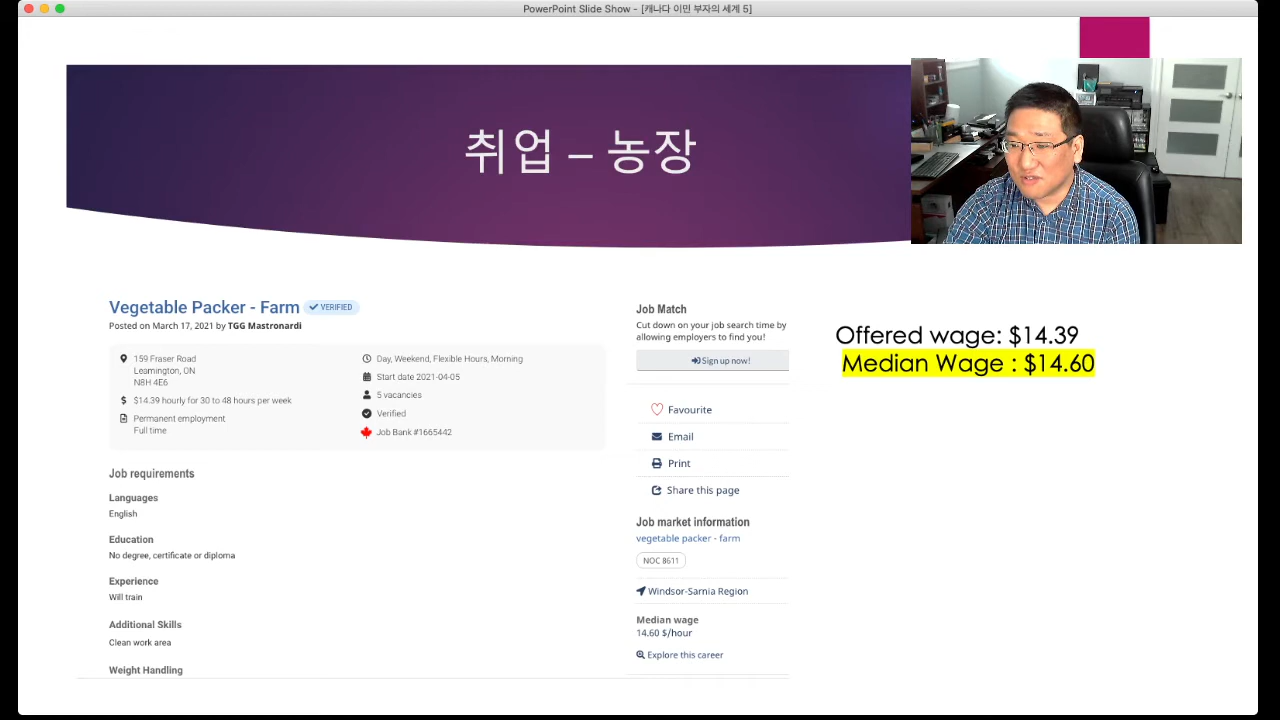 PowerPoint Slide Show - [캐나다 이민 부자의 세계 5]
취업 – 농장
Vegetable Packer - Farm VERIFIED
Posted on March 17, 2021 by TGG Mastronardi
159 Fraser Road
Leamington, ON
N8H 4E6
$14.39 hourly for 30 to 48 hours per week
Permanent employment
Full time
Day, Weekend, Flexible Hours, Morning
Start date 2021-04-05
5 vacancies
Verified
Job Bank #1665442
Job requirements
Languages
English
Education
No degree, certificate or diploma
Experience
Will train
Additional Skills
Clean work area
Weight Handling
Job Match
Cut down on your job search time by
allowing employers to find you!
Sign up now!
Favourite
Email
Print
Share this page
Job market information
vegetable packer - farm
NOC 8611
Windsor-Sarnia Region
Median wage
14.60 $/hour
Explore this career
Offered wage: $14.39
Median Wage : $14.60